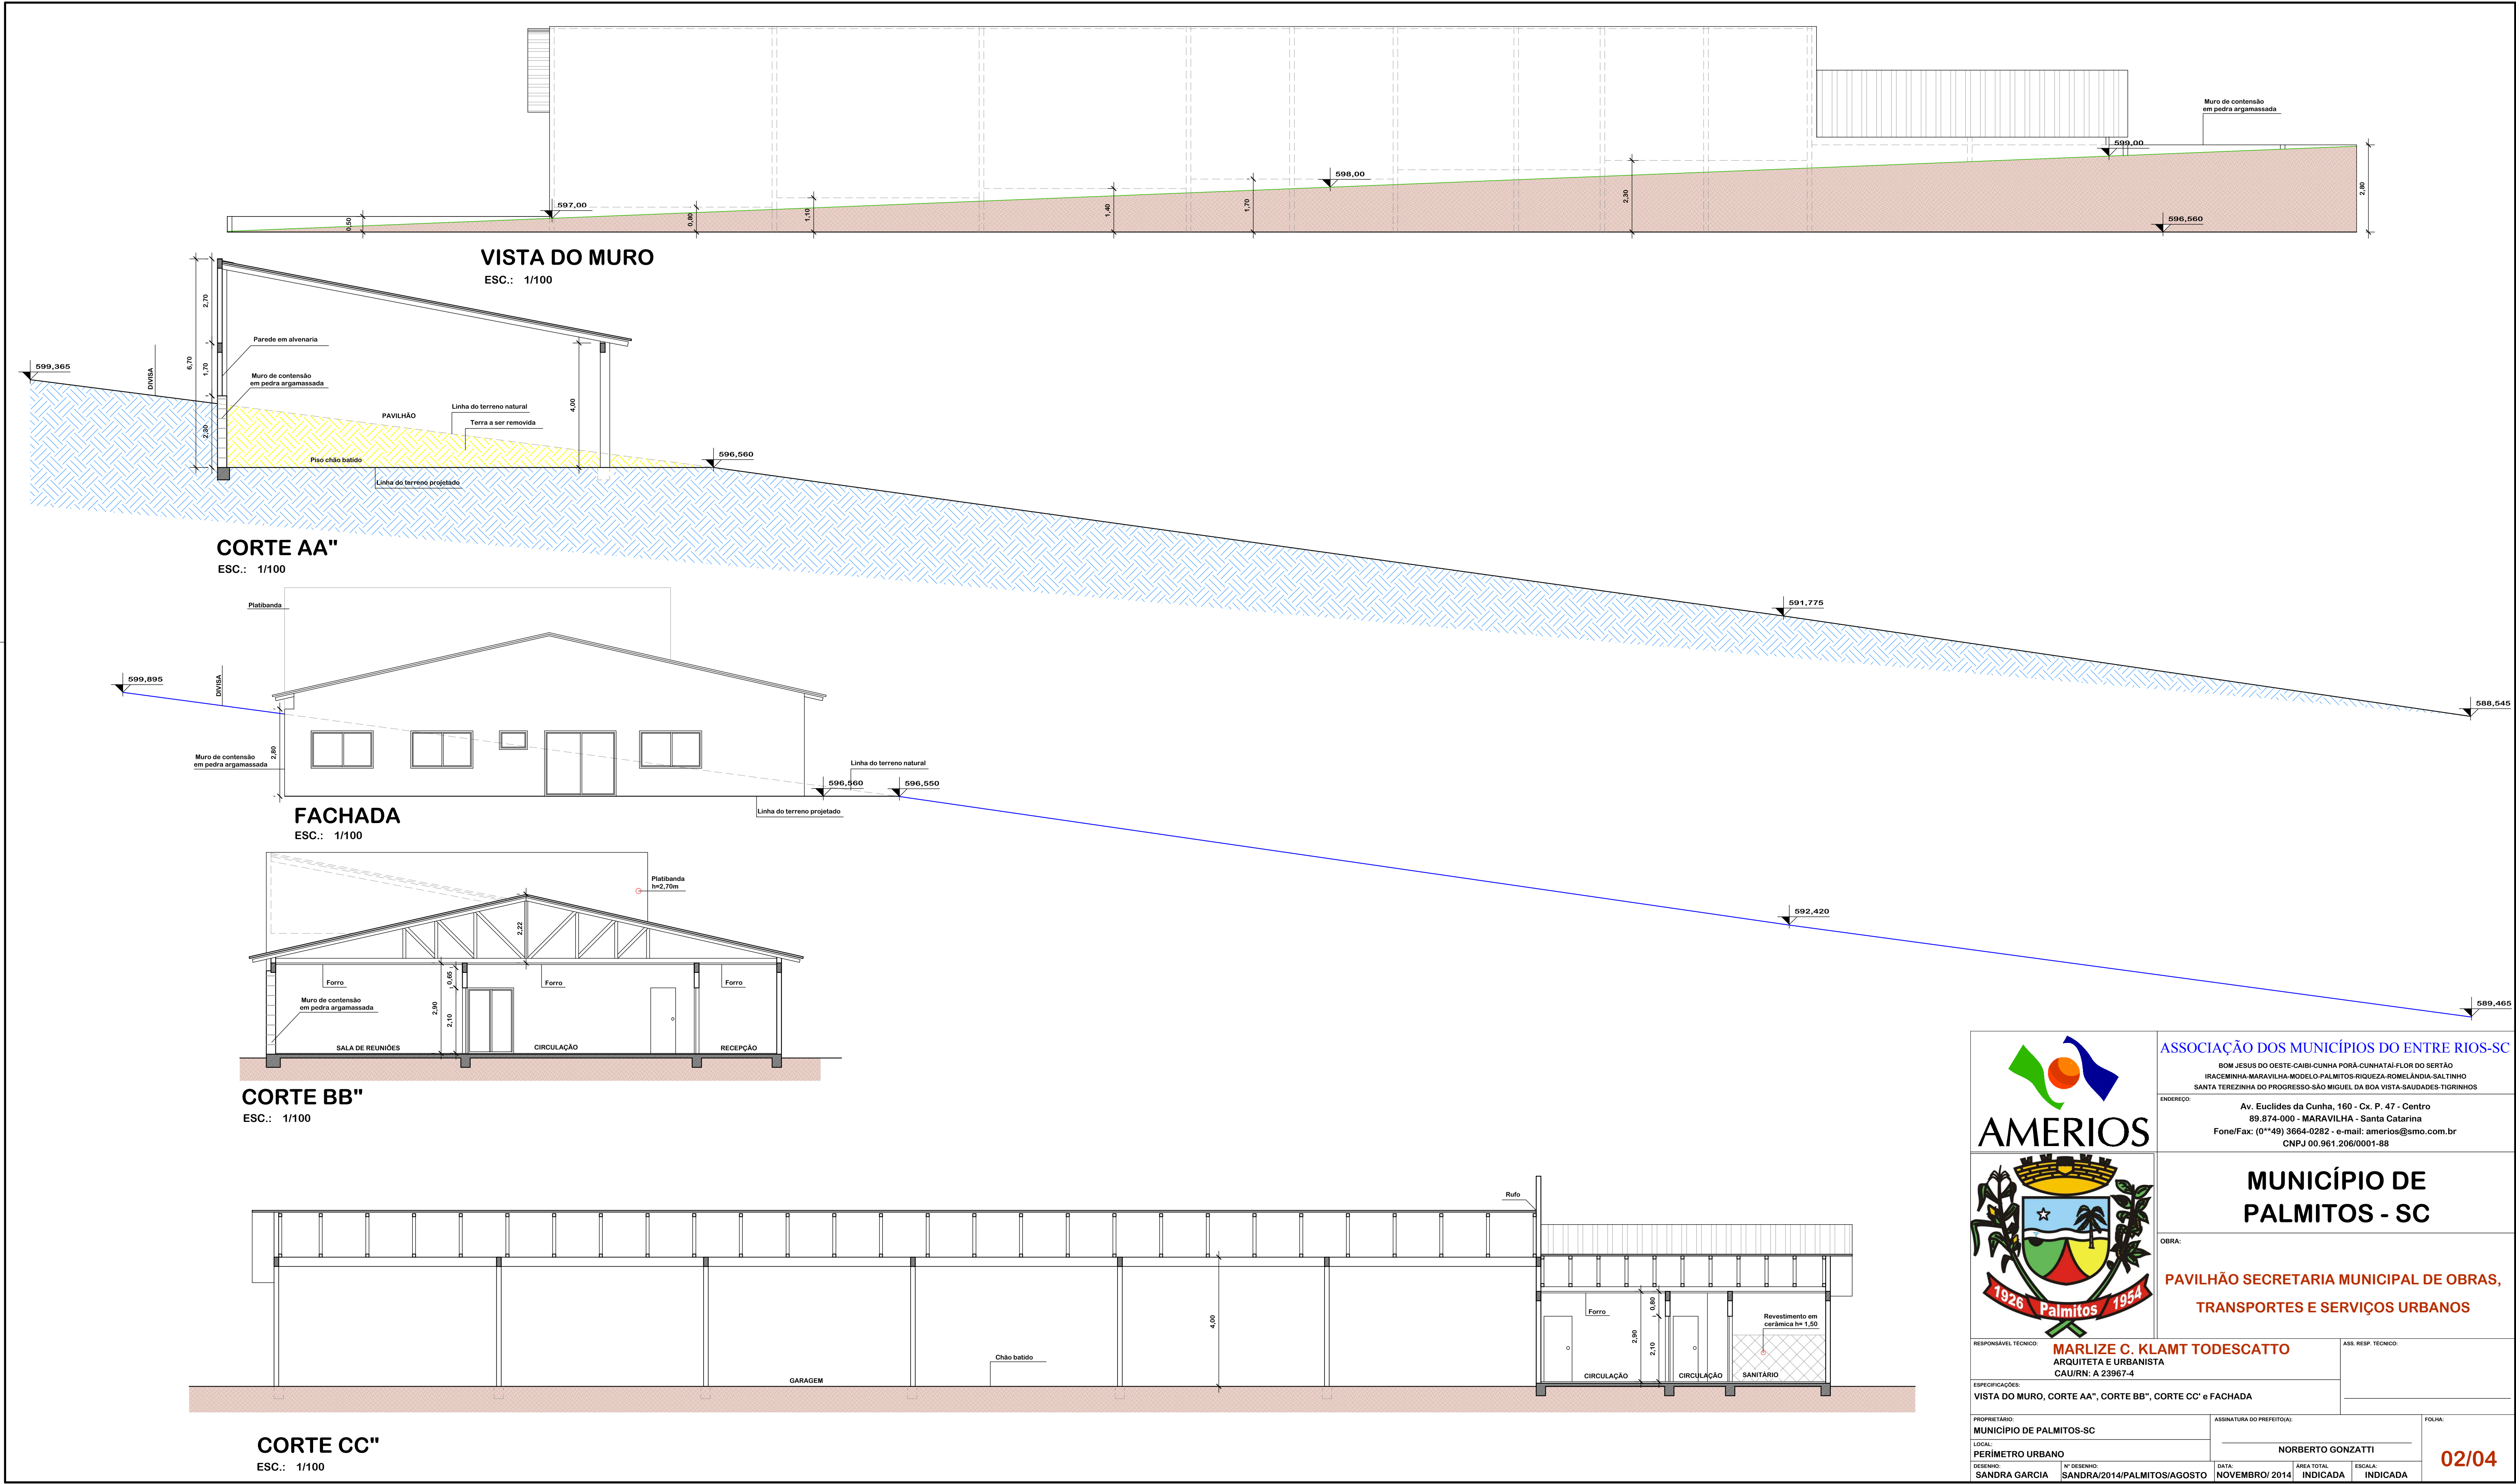 Muro de contensão
em pedra argamassada
599,00
598,00
597,00
596,560
0,50
0,80
1,10
1,40
1,70
2,30
2,80
VISTA DO MURO
ESC.: 1/100
2,70
6,70
1,70
2,30
Parede em alvenaria
599,365
DIVISA
Muro de contensão
em pedra argamassada
PAVILHÃO
Linha do terreno natural
Terra a ser removida
4,00
Piso chão batido
Linha do terreno projetado
596,560
591,775
588,545
CORTE AA"
ESC.: 1/100
Platibanda
599,895
DIVISA
2,80
Muro de contensão
em pedra argamassada
Linha do terreno natural
596,560
596,550
Linha do terreno projetado
592,420
589,465
FACHADA
ESC.: 1/100
Platibanda
h=2,70m
2,22
Forro
Forro
Forro
0,65
2,90
2,10
Muro de contensão
em pedra argamassada
SALA DE REUNIÕES
CIRCULAÇÃO
RECEPÇÃO
CORTE BB"
ESC.: 1/100
Rufo
4,00
Chão batido
GARAGEM
Forro
0,80
2,90
2,10
Revestimento em
cerâmica h= 1,50
CIRCULAÇÃO
CIRCULAÇÃO
SANITÁRIO
CORTE CC"
ESC.: 1/100
AMERIOS
ASSOCIAÇÃO DOS MUNICÍPIOS DO ENTRE RIOS-SC
BOM JESUS DO OESTE-CAIBI-CUNHA PORÃ-CUNHATAÍ-FLOR DO SERTÃO
IRACEMINHA-MARAVILHA-MODELO-PALMITOS-RIQUEZA-ROMELÂNDIA-SALTINHO
SANTA TEREZINHA DO PROGRESSO-SÃO MIGUEL DA BOA VISTA-SAUDADES-TIGRINHOS
ENDEREÇO:
Av. Euclides da Cunha, 160 - Cx. P. 47 - Centro
89.874-000 - MARAVILHA - Santa Catarina
Fone/Fax: (0**49) 3664-0282 - e-mail: amerios@smo.com.br
CNPJ 00.961.206/0001-88
1926 Palmitos 1954
MUNICÍPIO DE
PALMITOS - SC
OBRA:
PAVILHÃO SECRETARIA MUNICIPAL DE OBRAS,
TRANSPORTES E SERVIÇOS URBANOS
RESPONSÁVEL TÉCNICO:
MARLIZE C. KLAMT TODESCATTO
ARQUITETA E URBANISTA
CAU/RN: A 23967-4
ASS. RESP. TÉCNICO:
ESPECIFICAÇÕES:
VISTA DO MURO, CORTE AA", CORTE BB", CORTE CC' e FACHADA
PROPRIETÁRIO:
MUNICÍPIO DE PALMITOS-SC
ASSINATURA DO PREFEITO(A):
NORBERTO GONZATTI
FOLHA:
02/04
LOCAL:
PERÍMETRO URBANO
DESENHO:
SANDRA GARCIA
Nº DESENHO:
SANDRA/2014/PALMITOS/AGOSTO
DATA:
NOVEMBRO/ 2014
ÁREA TOTAL
INDICADA
ESCALA:
INDICADA